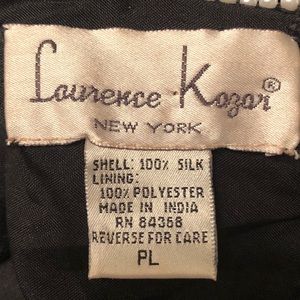 Laurence Kazar®
NEW YORK
SHELL: 100% SILK
LINING:
100% POLYESTER
MADE IN INDIA
RN 84358
REVERSE FOR CARE
PL